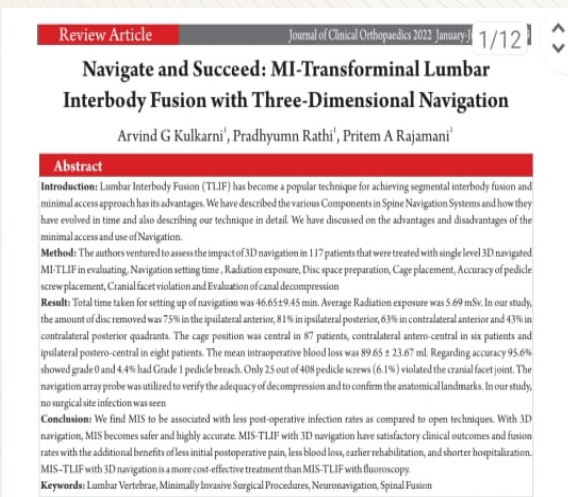 Review Article
Journal of Clinical Orthopaedics 2022
1/12
Navigate and Succeed: MI-Transforminal Lumbar
Interbody Fusion with Three-Dimensional Navigation
Arvind G Kulkarni¹, Pradhyumn Rathi¹, Pritem A Rajamani¹
Abstract
Introduction: Lumbar Interbody Fusion (TLIF) has become a popular technique for achieving segmental interbody fusion and
minimal access approach has its advantages. We have described the various Components in Spine Navigation Systems and how they
have evolved in time and also describing our technique in detail. We have discussed on the advantages and disadvantages of the
minimal access and use of Navigation.
Method: The authors ventured to assess the impact of 3D navigation in 117 patients that were treated with single level 3D navigated
MI-TLIF in evaluating, Navigation setting time, Radiation exposure, Disc space preparation, Cage placement, Accuracy of pedicle
screw placement, Cranial facet violation and Evaluation of canal decompression
Result: Total time taken for setting up of navigation was 46.65±9.45 min. Average Radiation exposure was 5.69 mSv. In our study,
the amount of disc removed was 75% in the ipsilateral anterior, 81% in ipsilateral posterior, 63% in contralateral anterior and 43% in
contralateral posterior quadrants. The cage position was central in 87 patients, contralateral antero-central in six patients and
ipsilateral postero-central in eight patients. The mean intraoperative blood loss was 89.65 ± 23.67 ml. Regarding accuracy 95.6%
showed grade 0 and 4.4% had Grade 1 pedicle breach. Only 25 out of 408 pedicle screws (6.1%) violated the cranial facet joint. The
navigation array probe was utilized to verify the adequacy of decompression and to confirm the anatomical landmarks. In our study,
no surgical site infection was seen
Conclusion: We find MIS to be associated with less post-operative infection rates as compared to open techniques. With 3D
navigation, MIS becomes safer and highly accurate. MIS-TLIF with 3D navigation have satisfactory clinical outcomes and fusion
rates with the additional benefits of less initial postoperative pain, less blood loss, earlier rehabilitation, and shorter hospitalization.
MIS–TLIF with 3D navigation is a more cost-effective treatment than MIS-TLIF with fluoroscopy.
Keywords: Lumbar Vertebrae, Minimally Invasive Surgical Procedures, Neuronavigation, Spinal Fusion